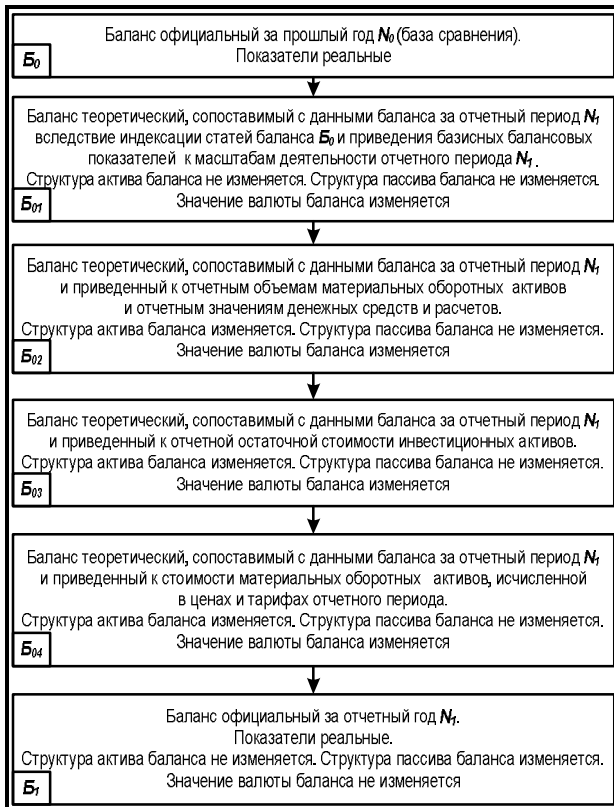 Баланс официальный за прошлый год N₀ (база сравнения).
Показатели реальные
Б₀
Баланс теоретический, сопоставимый с данными баланса за отчетный период N₁
вследствие индексации статей баланса Б₀ и приведения базисных балансовых
показателей к масштабам деятельности отчетного периода N₁.
Структура актива баланса не изменяется. Структура пассива баланса не изменяется.
Значение валюты баланса изменяется
Б₀₁
Баланс теоретический, сопоставимый с данными баланса за отчетный период N₁
и приведенный к отчетным объемам материальных оборотных активов
и отчетным значениям денежных средств и расчетов.
Структура актива баланса изменяется. Структура пассива баланса не изменяется.
Значение валюты баланса изменяется
Б₀₂
Баланс теоретический, сопоставимый с данными баланса за отчетный период N₁
и приведенный к отчетной остаточной стоимости инвестиционных активов.
Структура актива баланса изменяется. Структура пассива баланса не изменяется.
Значение валюты баланса изменяется
Б₀₃
Баланс теоретический, сопоставимый с данными баланса за отчетный период N₁
и приведенный к стоимости материальных оборотных активов, исчисленной
в ценах и тарифах отчетного периода.
Структура актива баланса изменяется. Структура пассива баланса не изменяется.
Значение валюты баланса изменяется
Б₀₄
Баланс официальный за отчетный год N₁.
Показатели реальные.
Структура актива баланса не изменяется. Структура пассива баланса изменяется.
Значение валюты баланса не изменяется
Б₁